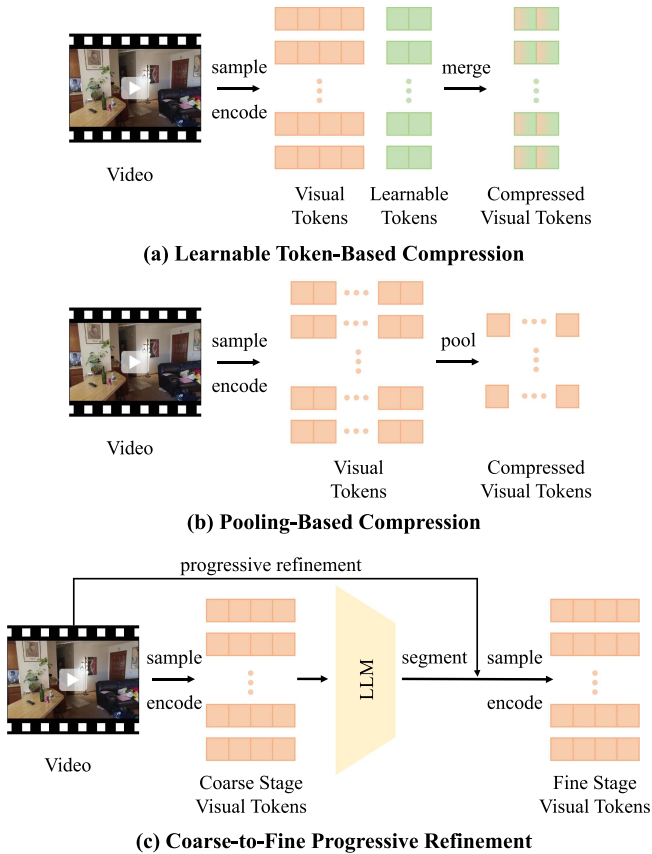 sample
encode
merge
Video
Visual
Tokens
Learnable
Tokens
Compressed
Visual Tokens
(a) Learnable Token-Based Compression
sample
encode
pool
Video
Visual
Tokens
Compressed
Visual Tokens
(b) Pooling-Based Compression
progressive refinement
sample
encode
LLM
segment
sample
encode
Video
Coarse Stage
Visual Tokens
Fine Stage
Visual Tokens
(c) Coarse-to-Fine Progressive Refinement